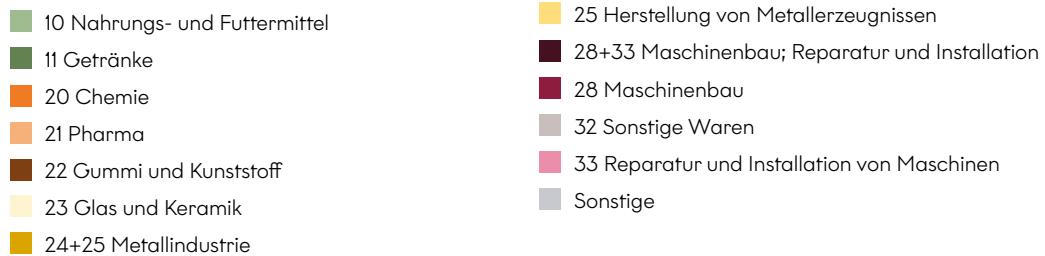 10 Nahrungs- und Futtermittel
11 Getränke
20 Chemie
21 Pharma
22 Gummi und Kunststoff
23 Glas und Keramik
24+25 Metallindustrie
25 Herstellung von Metallerzeugnissen
28+33 Maschinenbau; Reparatur und Installation
28 Maschinenbau
32 Sonstige Waren
33 Reparatur und Installation von Maschinen
Sonstige